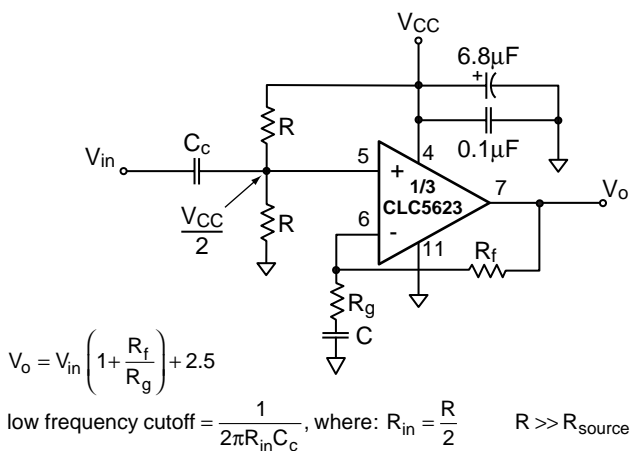 VCC
6.8μF
+
0.1μF
R
Cc
Vin
5
4
+
1/3
CLC5623
7
Vo
VCC
2
R
6
-
11
Rf
Rg
C
Vo = Vin (1+ Rf/Rg) + 2.5
low frequency cutoff = 1/2πRinCc, where: Rin = R/2 R >> Rsource